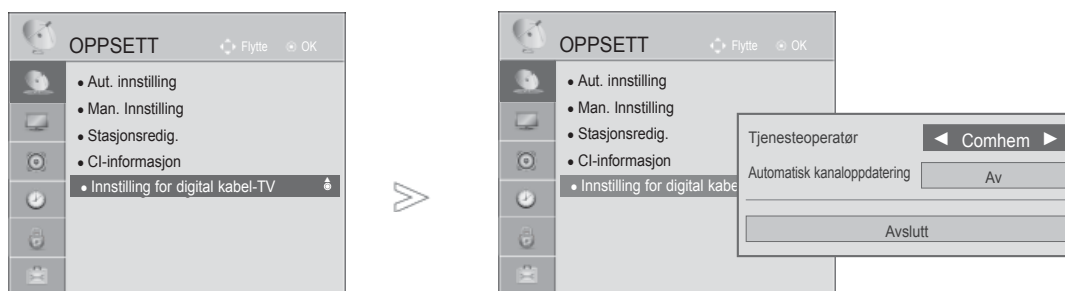 OPPSETT Flytte OK
• Aut. innstilling
• Man. Innstilling
• Stasjonsredig.
• CI-informasjon
• Innstilling for digital kabel-TV
OPPSETT Flytte OK
• Aut. innstilling
• Man. Innstilling
• Stasjonsredig.
• CI-informasjon
• Innstilling for digital kabe
Tjenesteoperatør ◄ Comhem ►
Automatisk kanaloppdatering Av
Avslutt